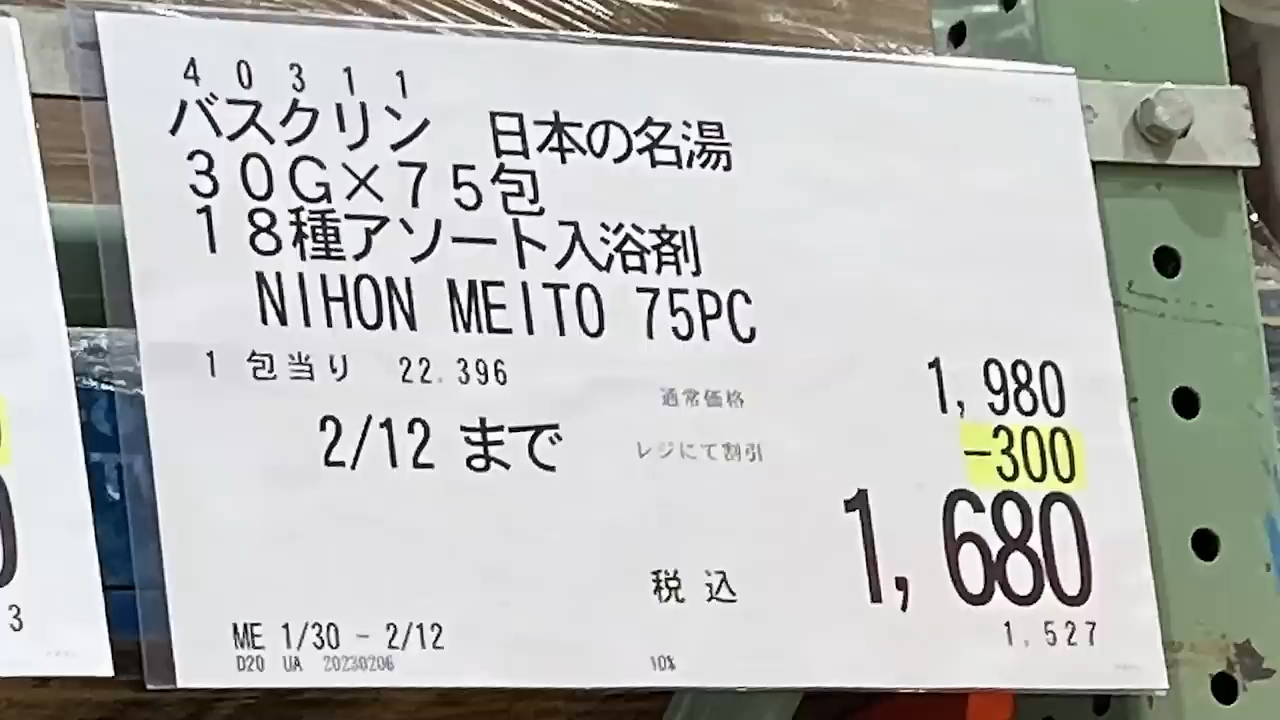 40311
バスクリン 日本の名湯
30G×75包
18種アソート入浴剤
NIHON MEITO 75PC
1 包当り 22.396
通常価格 1,980
2/12 まで
レジにて割引 -300
税込 1,680
1,527
ME 1/30 - 2/12
D20 UA 20230206
10%
3